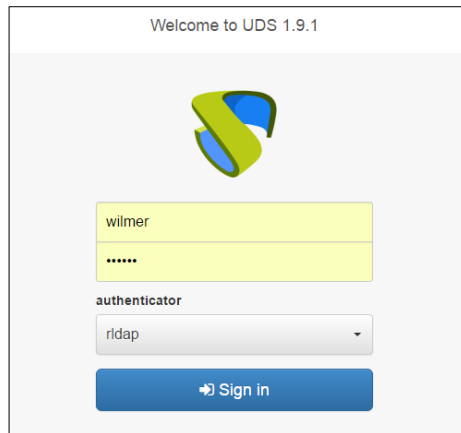 Welcome to UDS 1.9.1
wilmer
••••••
authenticator
rldap
Sign in